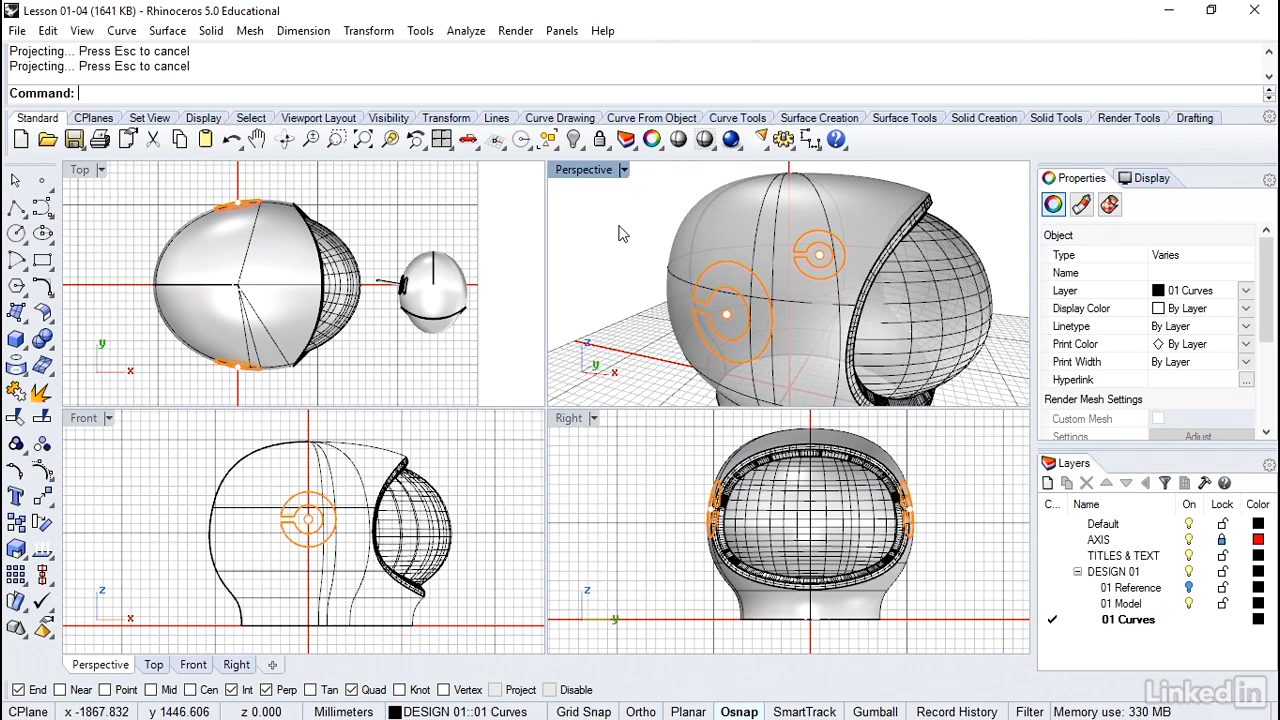 Lesson 01-04 (1641 KB) - Rhinoceros 5.0 Educational
File Edit View Curve Surface Solid Mesh Dimension Transform Tools Analyze Render Panels Help
Projecting... Press Esc to cancel
Projecting... Press Esc to cancel
Command:
Standard CPlanes Set View Display Select Viewport Layout Visibility Transform Lines Curve Drawing Curve From Object Curve Tools Surface Creation Surface Tools Solid Creation Solid Tools Render Tools Drafting
Top
Perspective
Properties Display
Object
Type Varies
Name
Layer 01 Curves
Display Color By Layer
Linetype By Layer
Print Color By Layer
Print Width By Layer
Hyperlink ...
Render Mesh Settings
Custom Mesh
Settings Adjust
y
x
z
y
x
Front
Right
Layers
C... Name On Lock Color
Default
AXIS
TITLES & TEXT
DESIGN 01
01 Reference
01 Model
01 Curves
z
x
z
y
Perspective Top Front Right
End Near Point Mid Cen Int Perp Tan Quad Knot Vertex Project Disable
CPlane x -1867.832 y 1446.606 z 0.000 Millimeters DESIGN 01::01 Curves Grid Snap Ortho Planar Osnap SmartTrack Gumball Record History Filter Memory use: 330 MB
Linked in